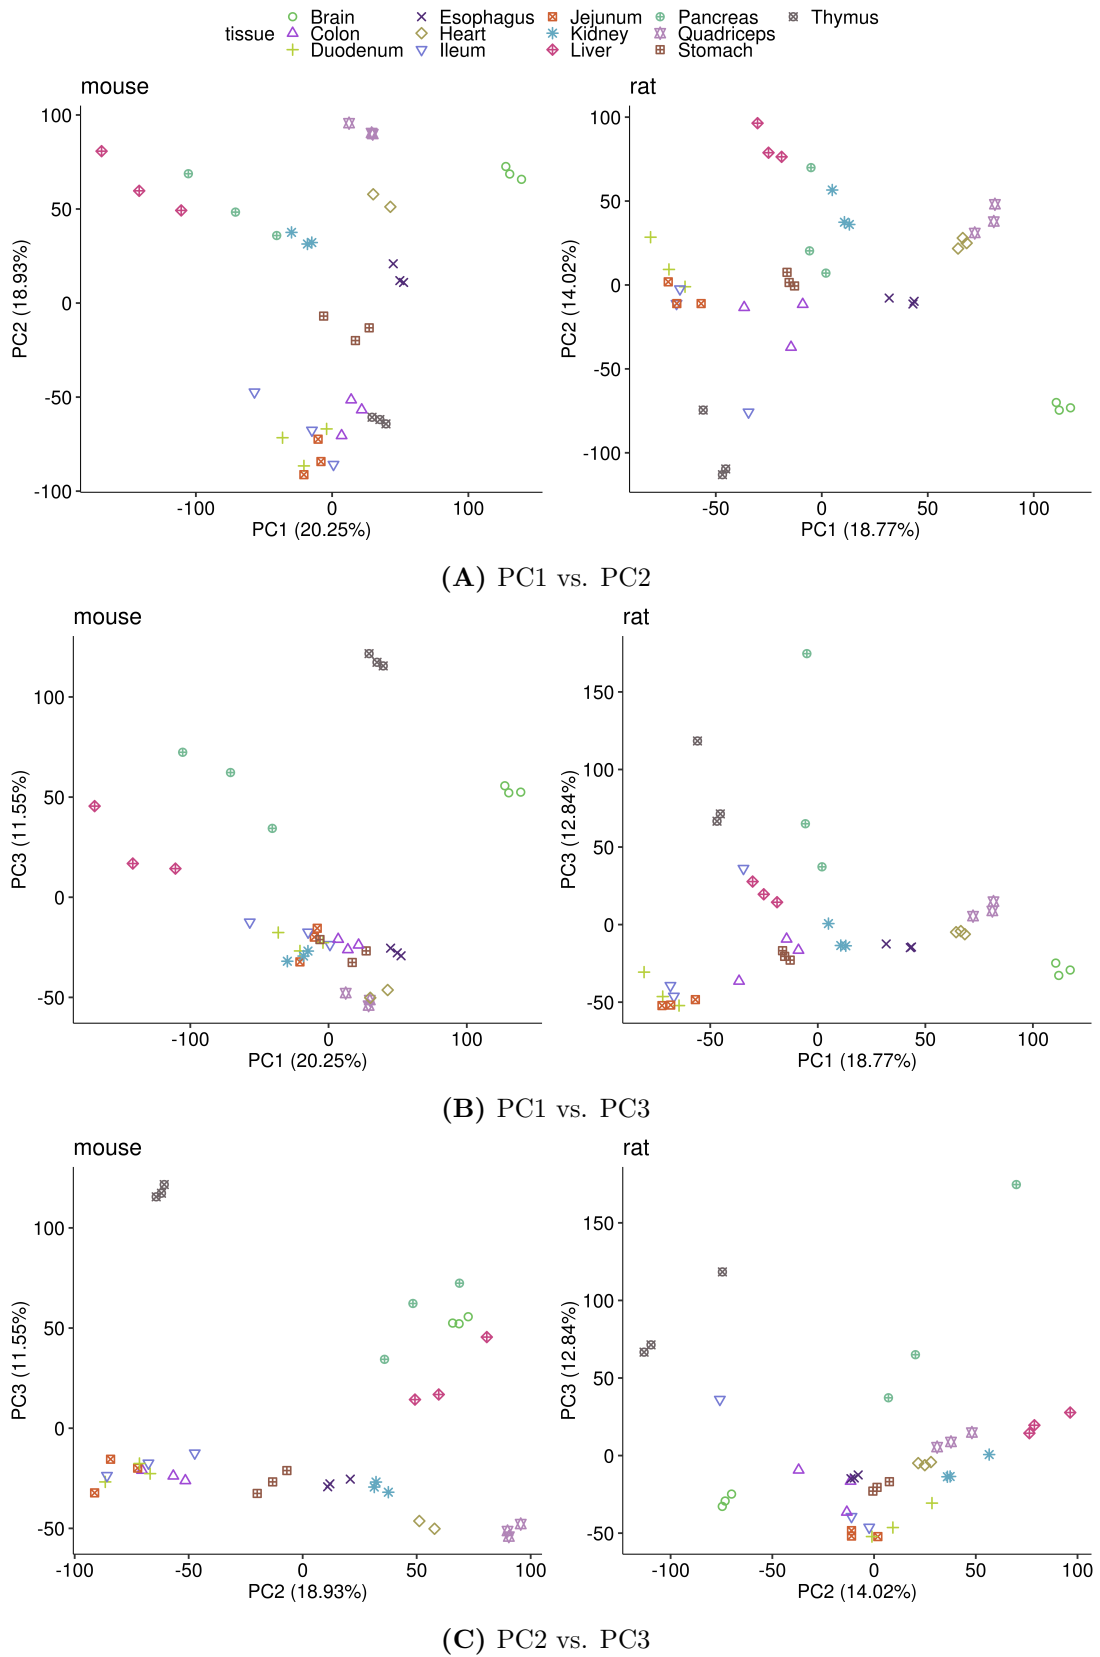 Brain Esophagus Jejunum Pancreas Thymus
tissue Colon Heart Kidney Quadriceps
Duodenum Ileum Liver Stomach
mouse
100
50
0
-50
-100
PC2 (18.93%)
-100 0 100
PC1 (20.25%)
rat
100
50
0
-50
-100
PC2 (14.02%)
-50 0 50 100
PC1 (18.77%)
(A) PC1 vs. PC2
mouse
100
50
0
-50
PC3 (11.55%)
-100 0 100
PC1 (20.25%)
rat
150
100
50
0
-50
PC3 (12.84%)
-50 0 50 100
PC1 (18.77%)
(B) PC1 vs. PC3
mouse
100
50
0
-50
PC3 (11.55%)
-100 -50 0 50 100
PC2 (18.93%)
rat
150
100
50
0
-50
PC3 (12.84%)
-100 -50 0 50 100
PC2 (14.02%)
(C) PC2 vs. PC3